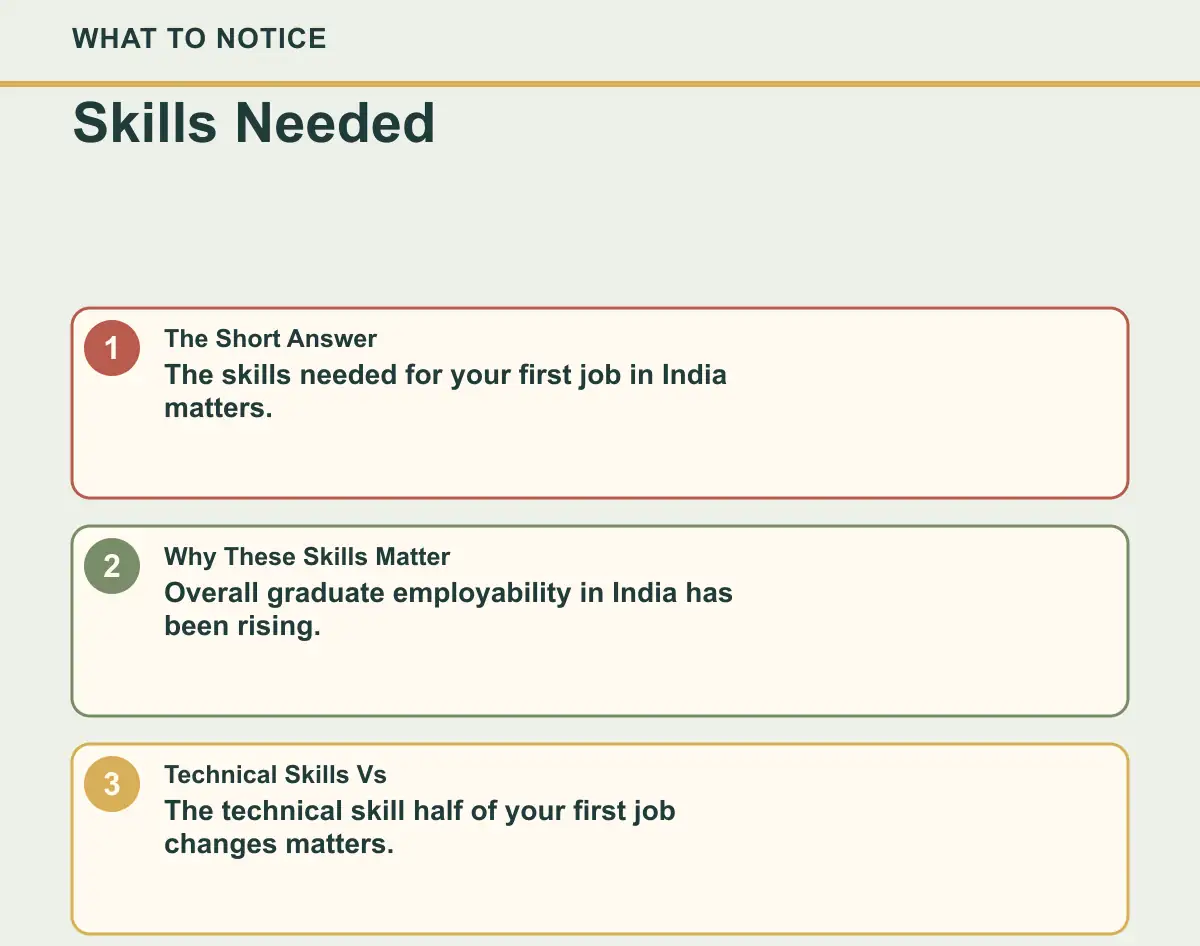 WHAT TO NOTICE
Skills Needed
1
The Short Answer
The skills needed for your first job in India
matters.
2
Why These Skills Matter
Overall graduate employability in India has
been rising.
3
Technical Skills Vs
The technical skill half of your first job
changes matters.